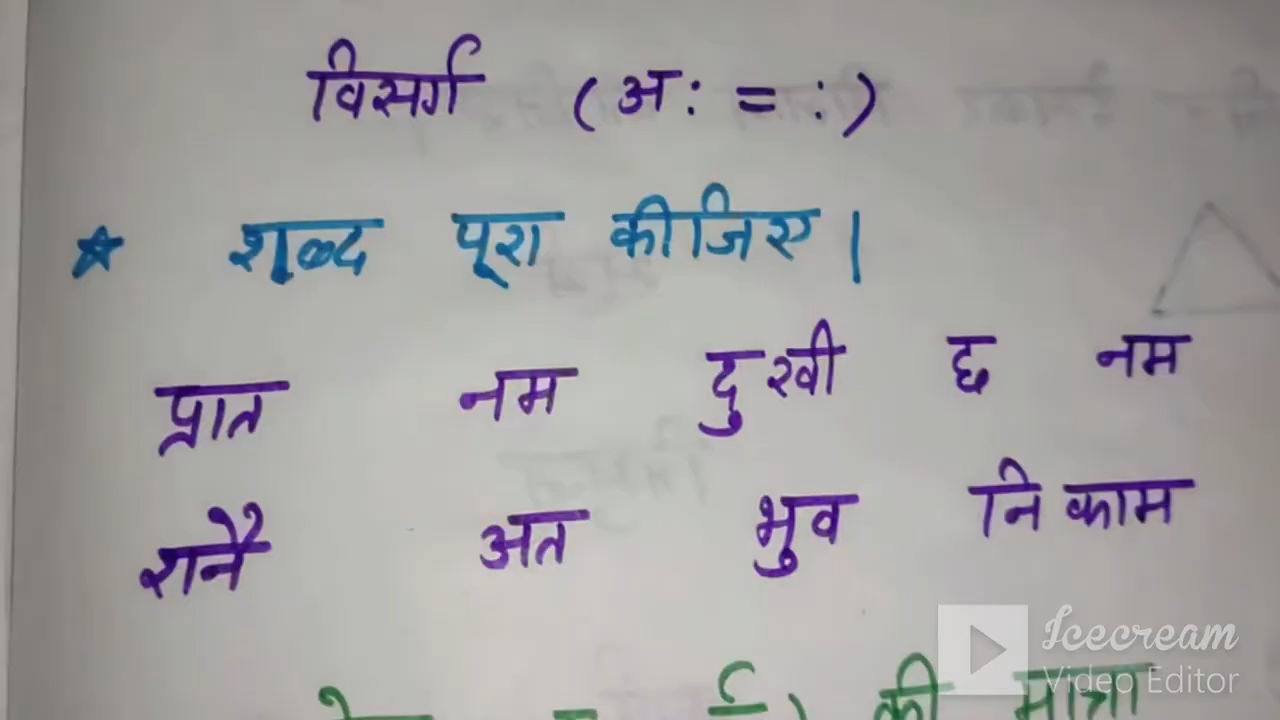 विसर्ग (अः = ः)
★ शब्द पूरा कीजिए।
प्रात नम दु खी छ नम
शनै अत भुव नि काम
की मात्रा
Icecream
Video Editor